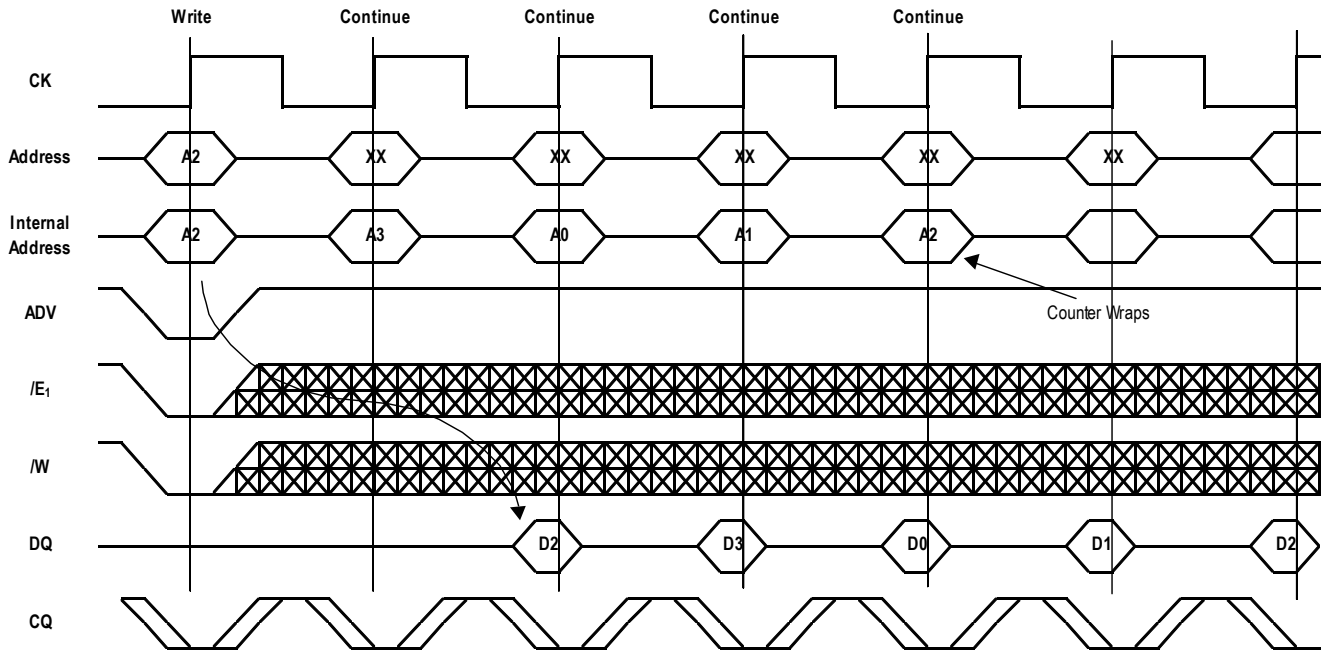 Write Continue Continue Continue Continue
CK
Address A2 XX XX XX XX XX
Internal
Address A2 A3 A0 A1 A2
ADV
Counter Wraps
/E1
/W
DQ D2 D3 D0 D1 D2
CQ